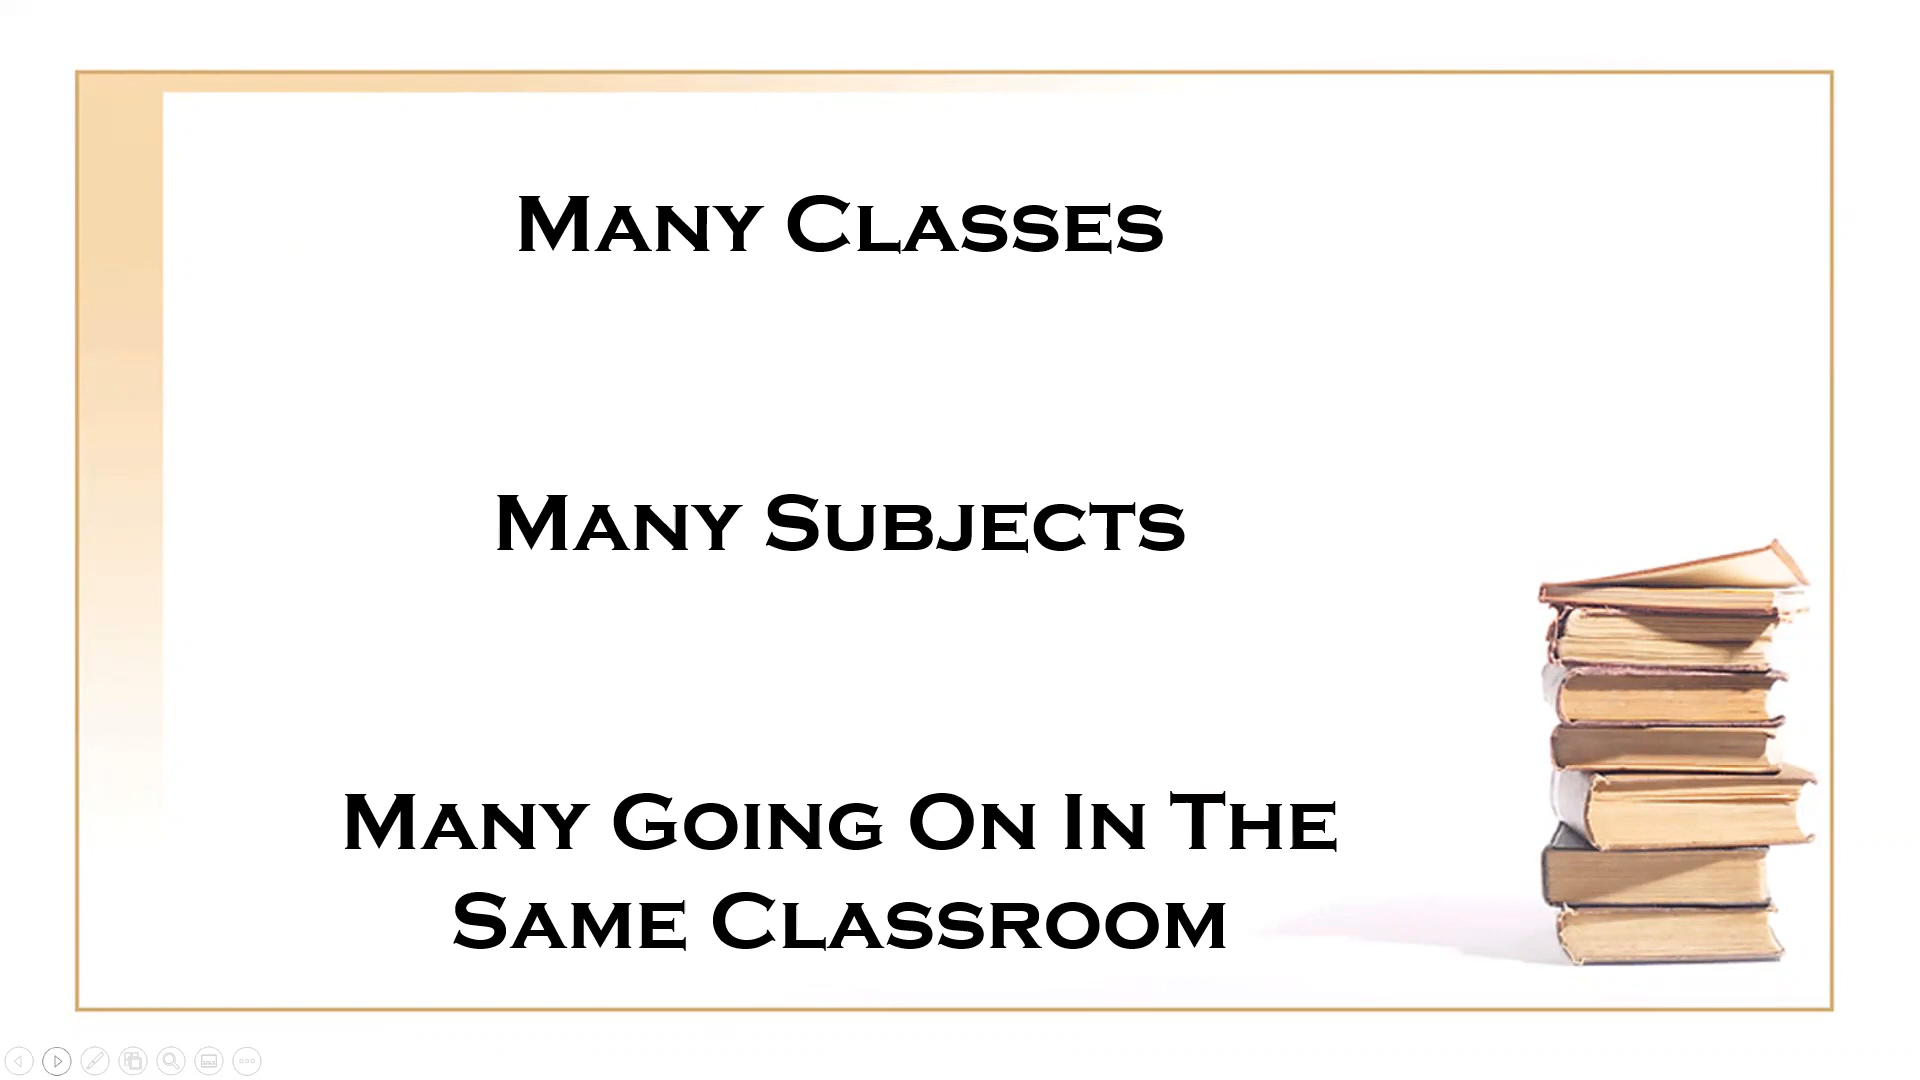 Many Classes
Many Subjects
Many Going On In The
Same Classroom